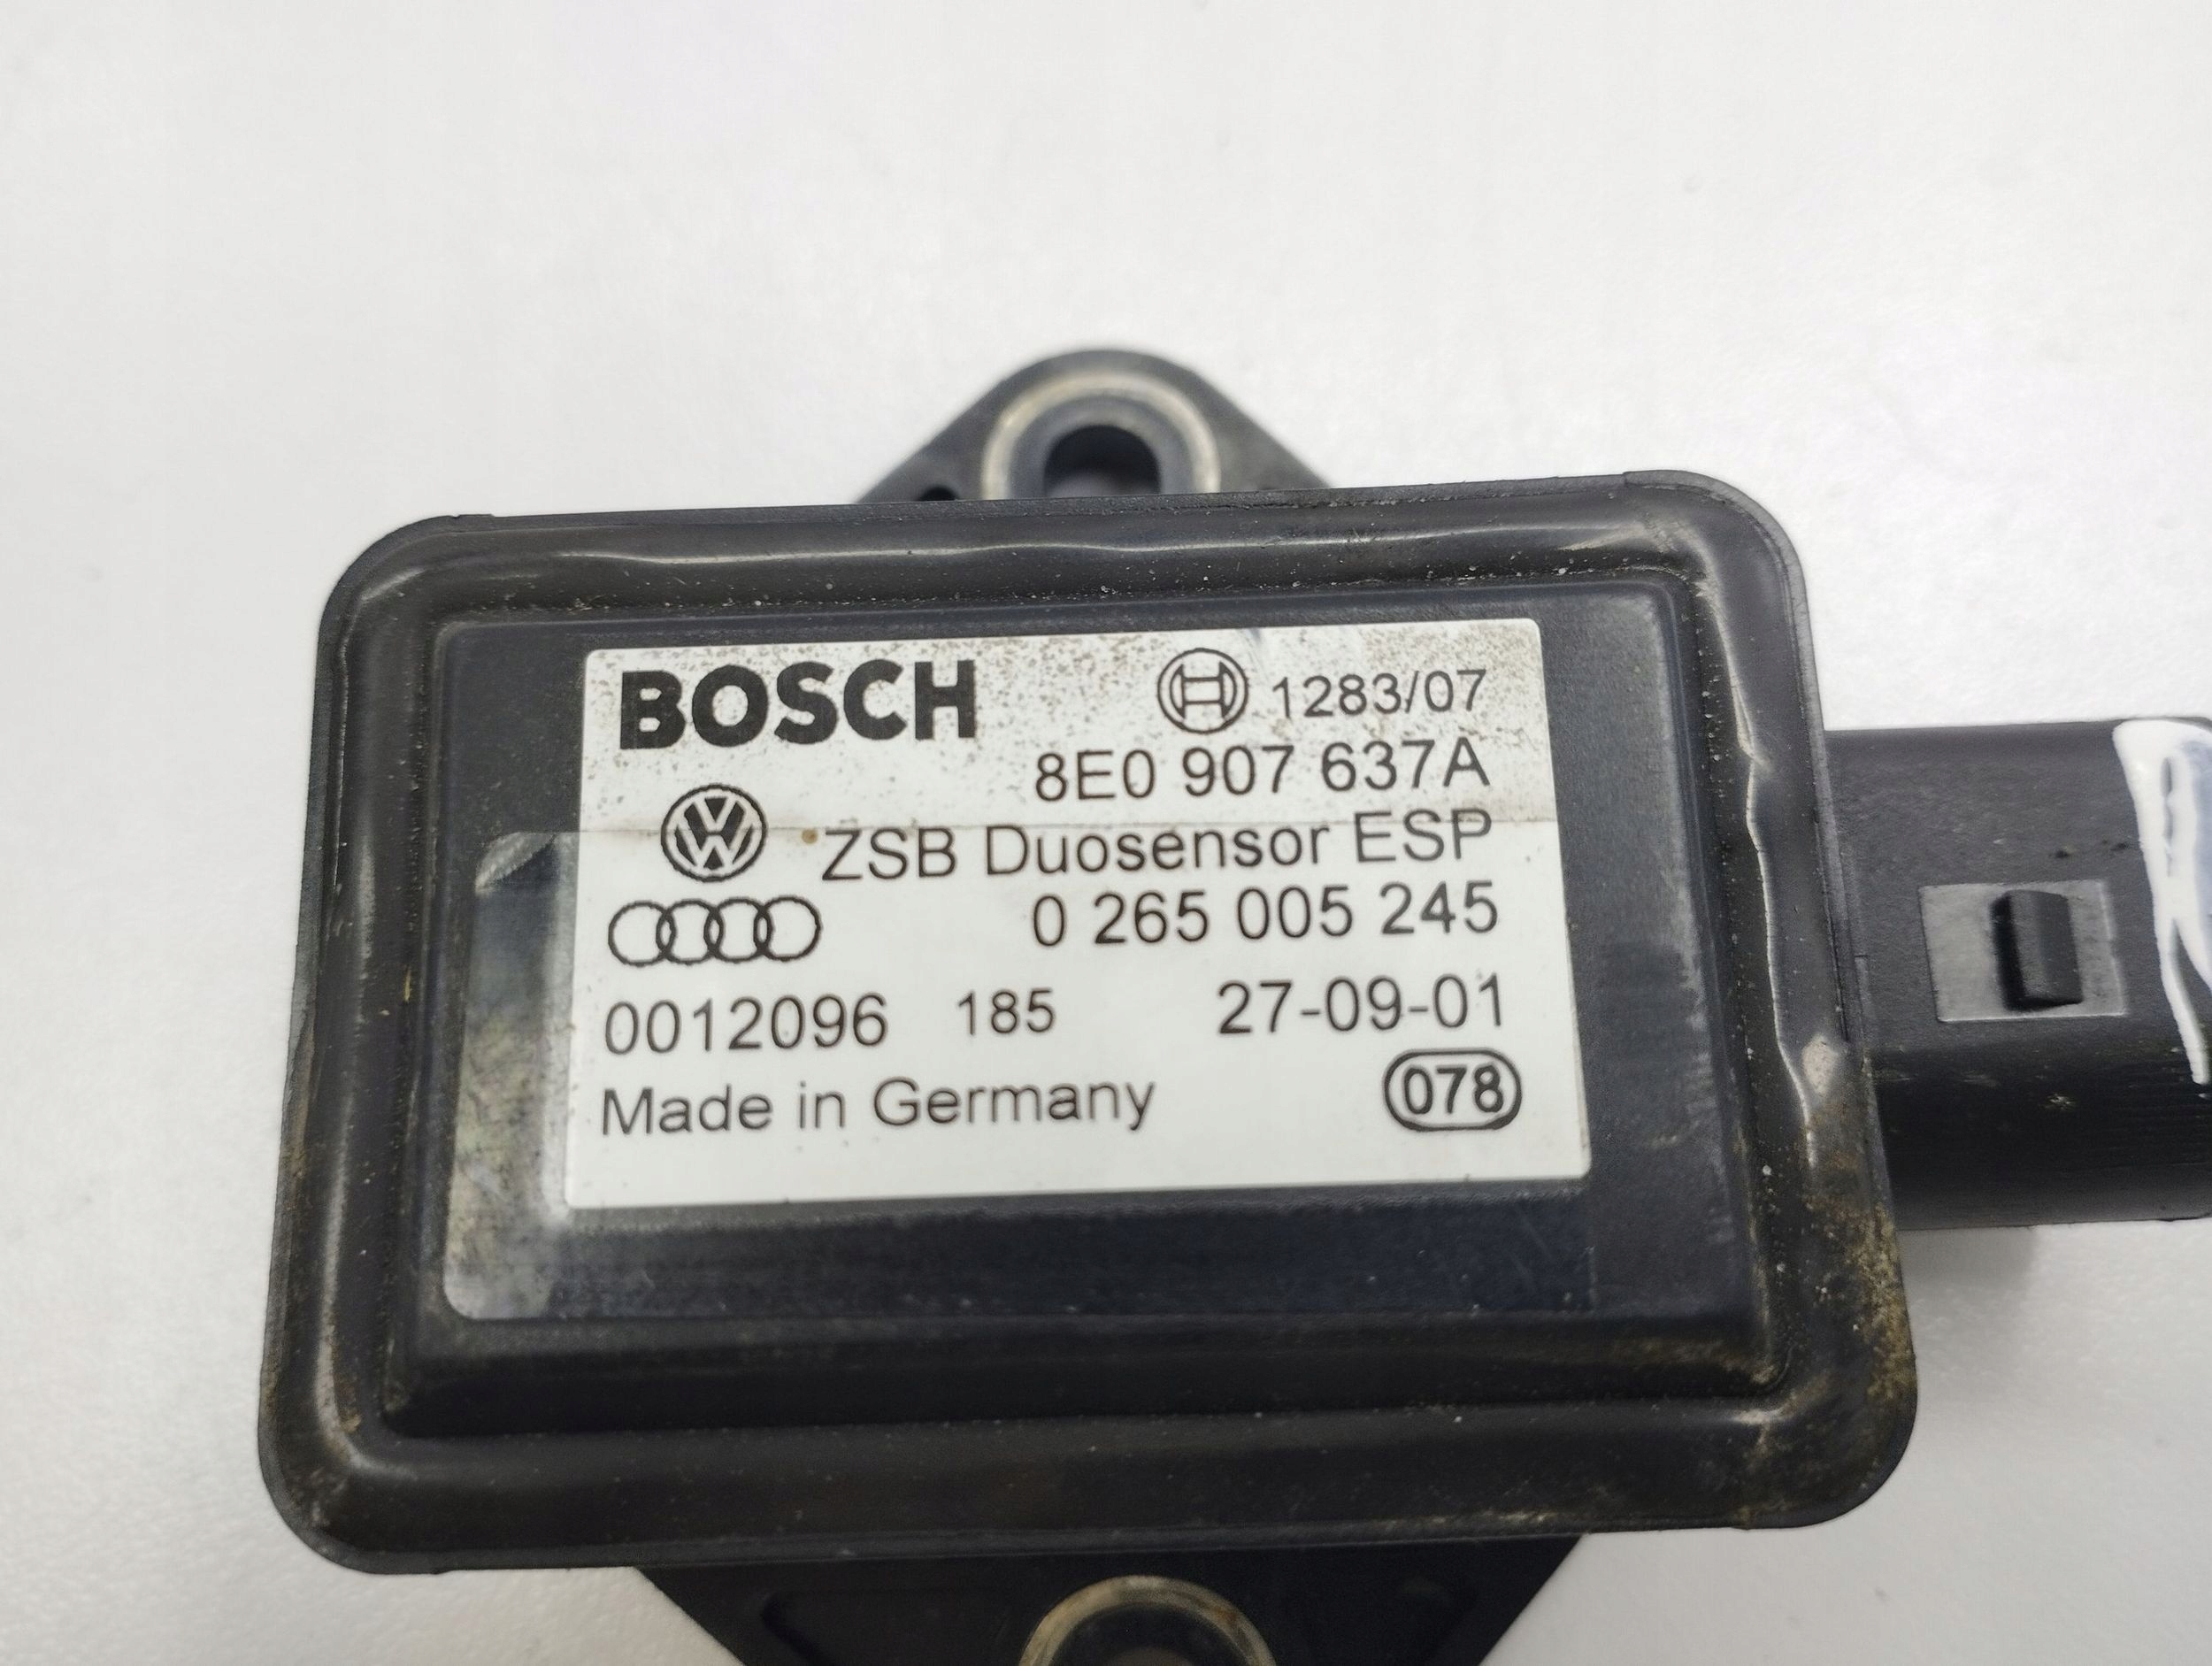 BOSCH 1283/07
8E0 907 637A
ZSB Duosensor ESP
0 265 005 245
0012096 185 27-09-01
Made in Germany 078